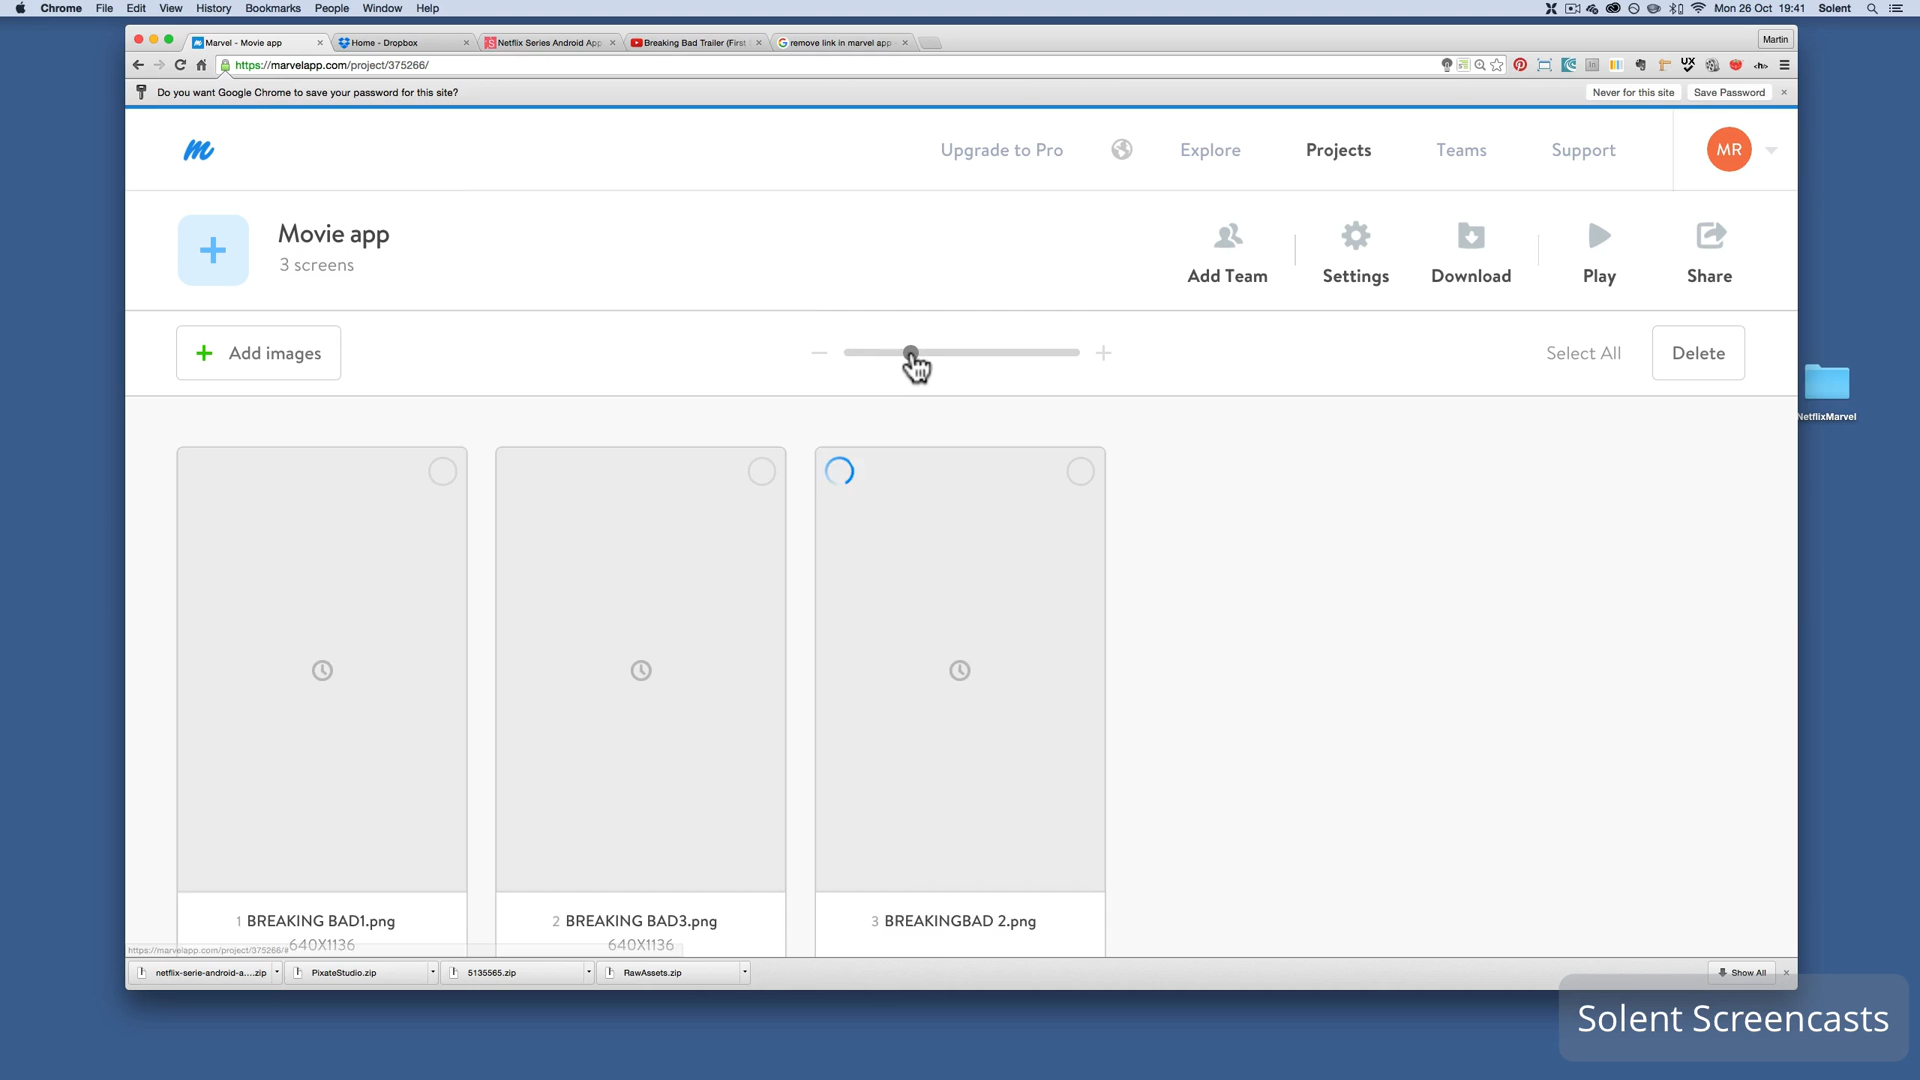 Chrome File Edit View History Bookmarks People Window Help
Mon 26 Oct 19:41 Solent
Marvel - Movie app
Home - Dropbox
Netflix Series Android App
Breaking Bad Trailer (First
remove link in marvel app
Martin
https://marvelapp.com/project/375266/
Do you want Google Chrome to save your password for this site?
Never for this site
Save Password
Upgrade to Pro
Explore
Projects
Teams
Support
MR
Movie app
3 screens
Add Team
Settings
Download
Play
Share
Add images
Select All
Delete
NetflixMarvel
1 BREAKING BAD1.png
640X1136
2 BREAKING BAD3.png
640X1136
3 BREAKINGBAD 2.png
https://marvelapp.com/project/375266/#
netflix-serie-android-a....zip
PixateStudio.zip
5135565.zip
RawAssets.zip
Show All
Solent Screencasts